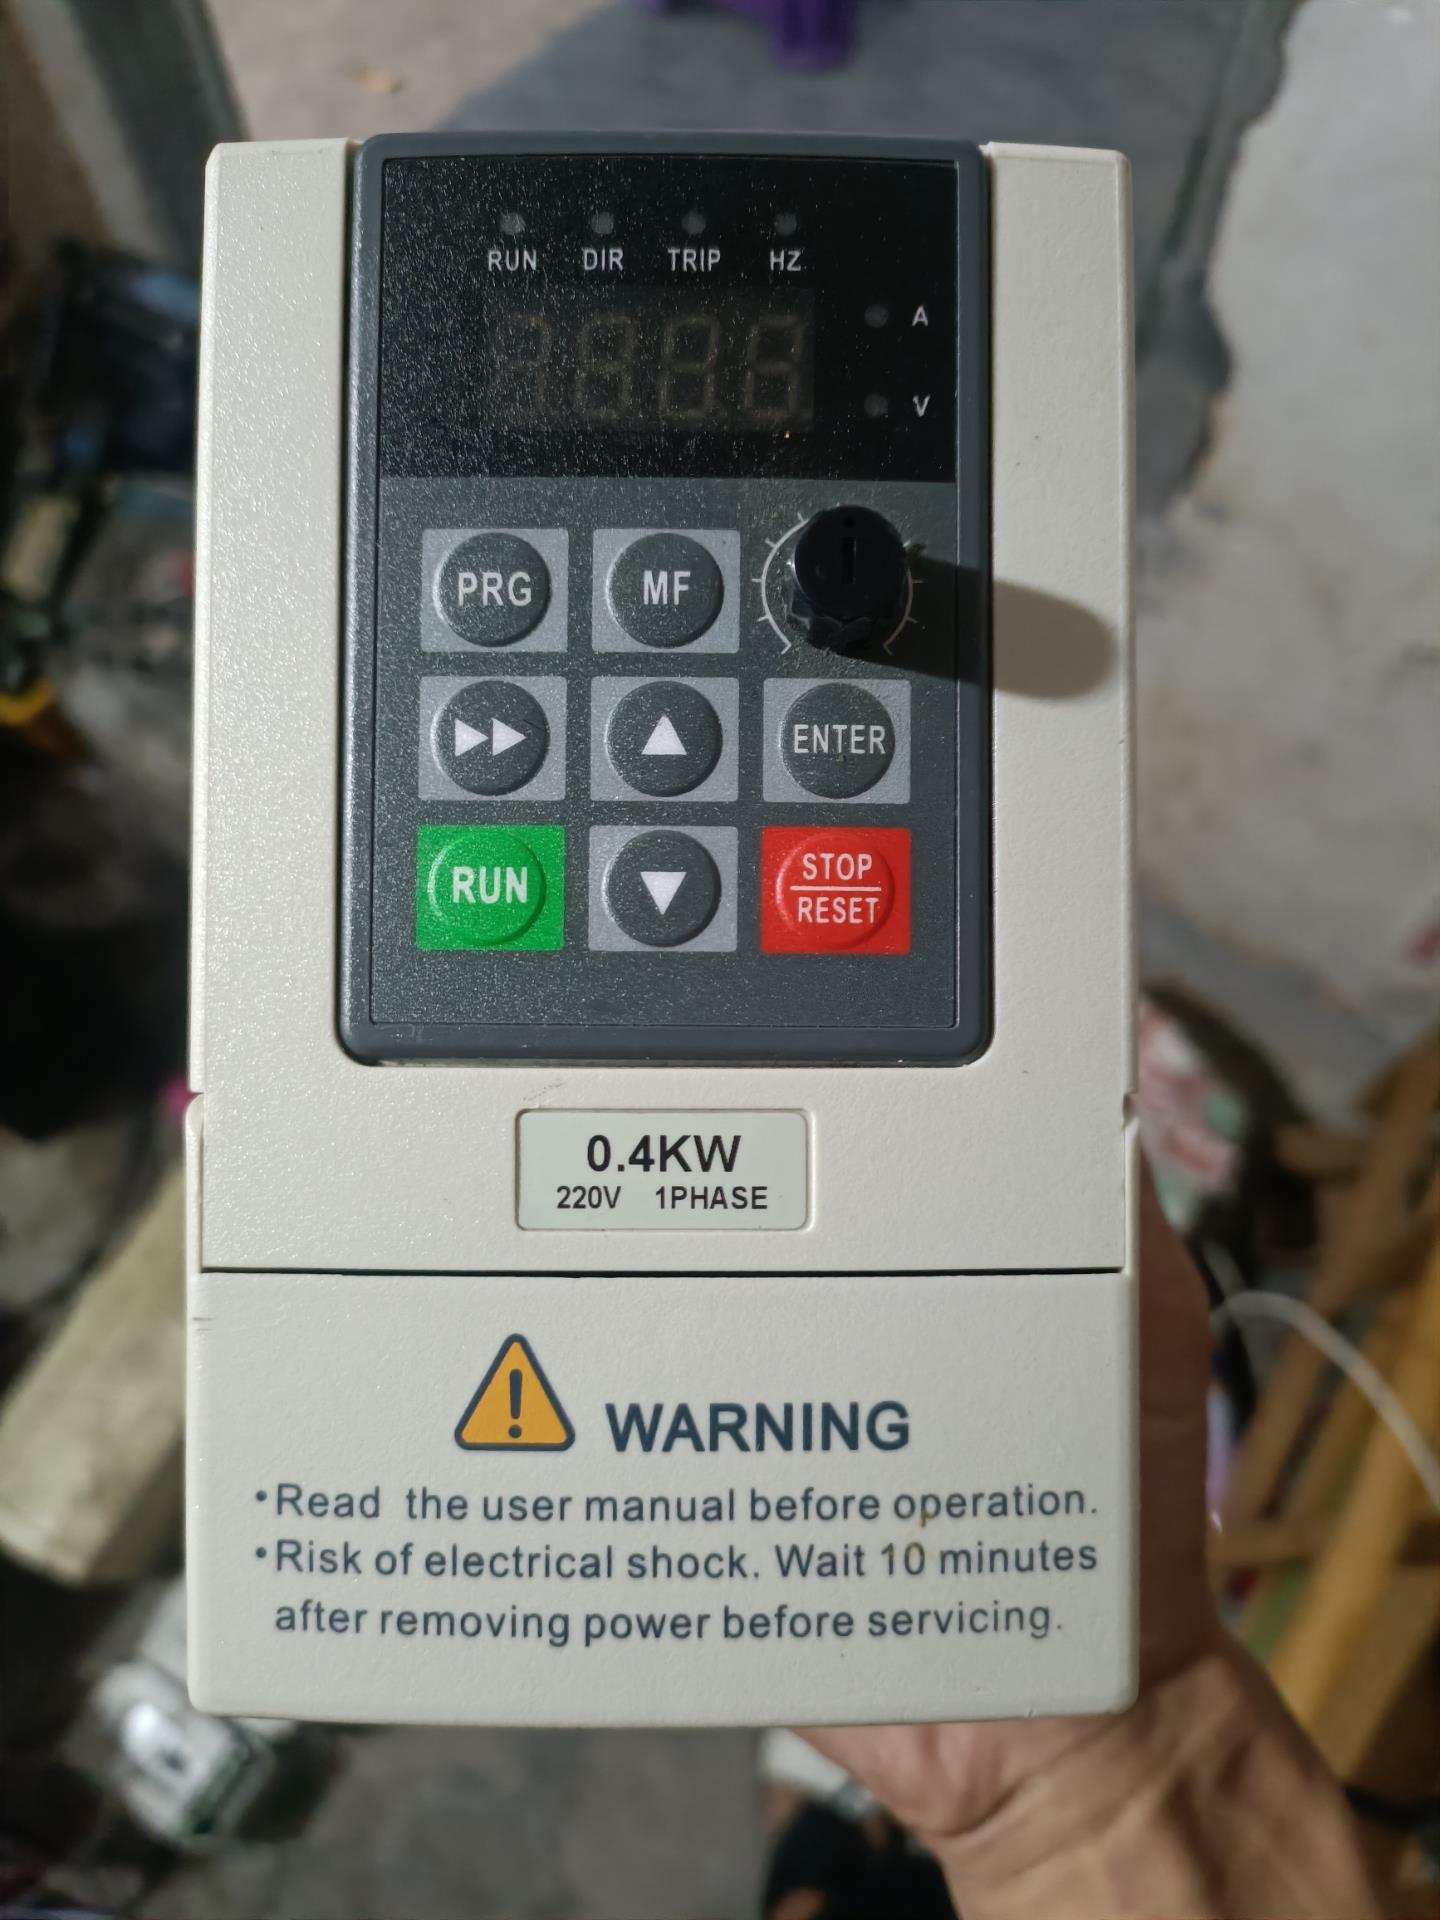 RUN DIR TRIP HZ
A
V
PRG MF
ENTER
RUN STOP
RESET
0.4KW
220V 1PHASE
WARNING
•Read the user manual before operation.
•Risk of electrical shock. Wait 10 minutes
after removing power before servicing.